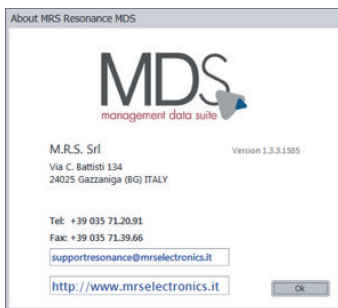 About MRS Resonance MDS
MDS
management data suite
M.R.S. Srl
Version 1.3.3.1585
Via C. Battisti 134
24025 Gazzaniga (BG) ITALY
Tel: +39 035 71.20.91
Fax: +39 035 71.39.66
supportresonance@mrselectronics.it
http://www.mrselectronics.it
Ok